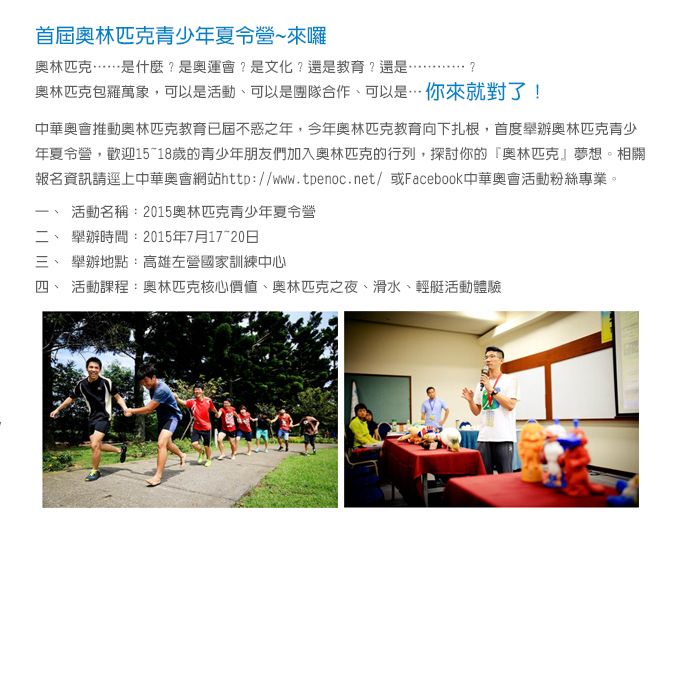 首屆奧林匹克青少年夏令營~來囉
奧林匹克……是什麼？是奧運會？是文化？還是教育？還是…………？
奧林匹克包羅萬象，可以是活動、可以是團隊合作、可以是… 你來就對了！
中華奧會推動奧林匹克教育已屆不惑之年，今年奧林匹克教育向下扎根，首度舉辦奧林匹克青少
年夏令營，歡迎15~18歲的青少年朋友們加入奧林匹克的行列，探討你的『奧林匹克』夢想。相關
報名資訊請逕上中華奧會網站http://www.tpenoc.net/ 或Facebook中華奧會活動粉絲專業。
一、 活動名稱：2015奧林匹克青少年夏令營
二、 舉辦時間：2015年7月17~20日
三、 舉辦地點：高雄左營國家訓練中心
四、 活動課程：奧林匹克核心價值、奧林匹克之夜、滑水、輕艇活動體驗